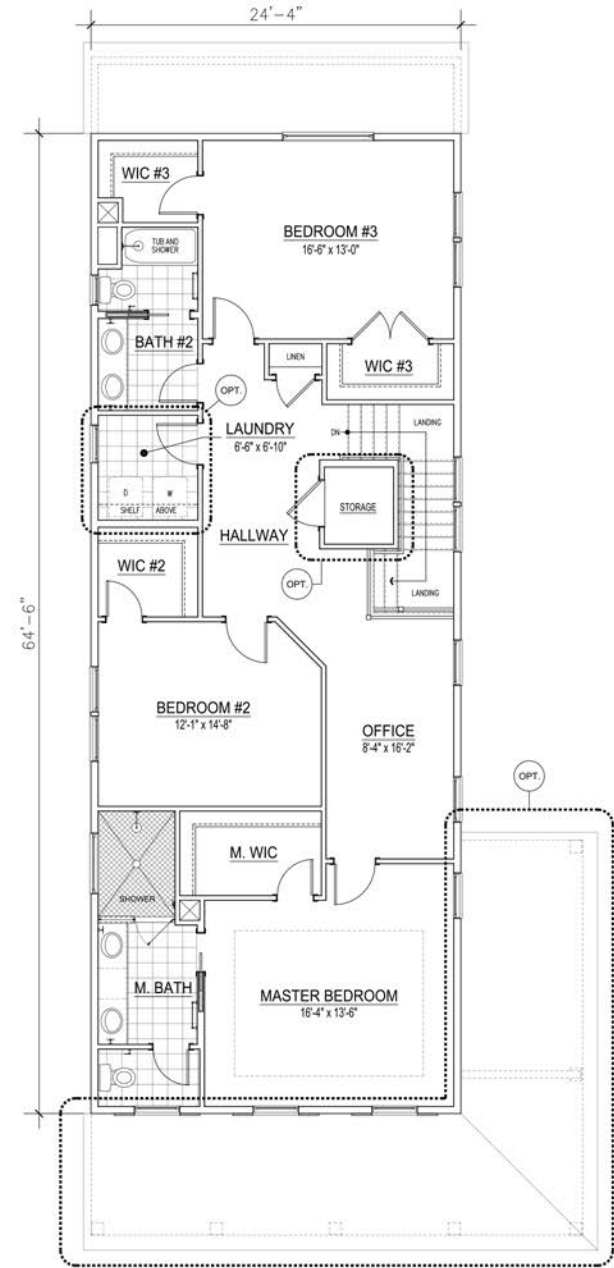 24'-4"
WIC #3
BEDROOM #3
16'-6" x 13'-0"
TUB AND
SHOWER
BATH #2
LINEN
WIC #3
OPT.
LAUNDRY
6'-6" x 6'-10"
DN
LANDING
D W
SHELF ABOVE
STORAGE
HALLWAY
WIC #2
OPT.
LANDING
64'-6"
BEDROOM #2
12'-1" x 14'-8"
OFFICE
8'-4" x 16'-2"
OPT.
M. WIC
SHOWER
M. BATH
MASTER BEDROOM
16'-4" x 13'-6"